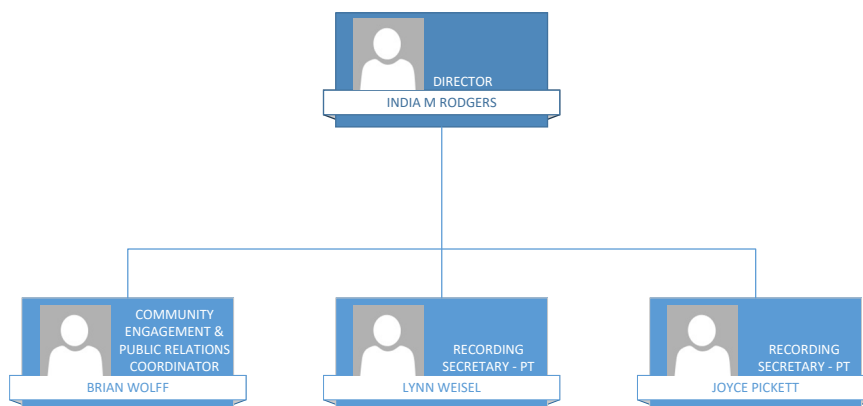 DIRECTOR
INDIA M RODGERS
COMMUNITY
ENGAGEMENT &
PUBLIC RELATIONS
COORDINATOR
BRIAN WOLFF
RECORDING
SECRETARY - PT
LYNN WEISEL
RECORDING
SECRETARY - PT
JOYCE PICKETT